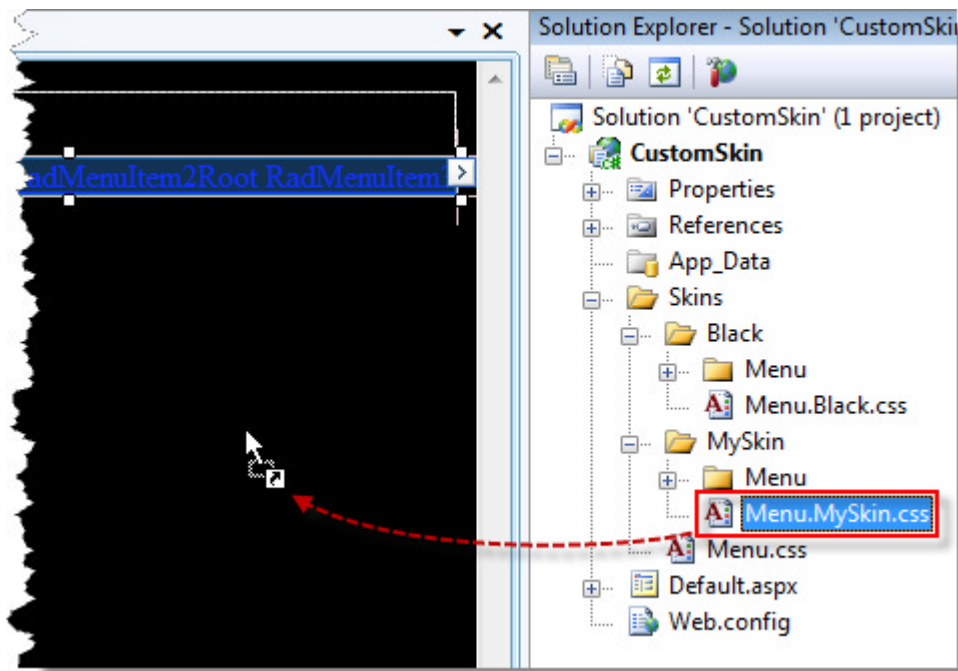 Solution Explorer - Solution 'CustomSki
Solution 'CustomSkin' (1 project)
CustomSkin
Properties
References
App_Data
Skins
Black
Menu
Menu.Black.css
MySkin
Menu
Menu.MySkin.css
Menu.css
Default.aspx
Web.config
adMenuItem2Root RadMenuItem